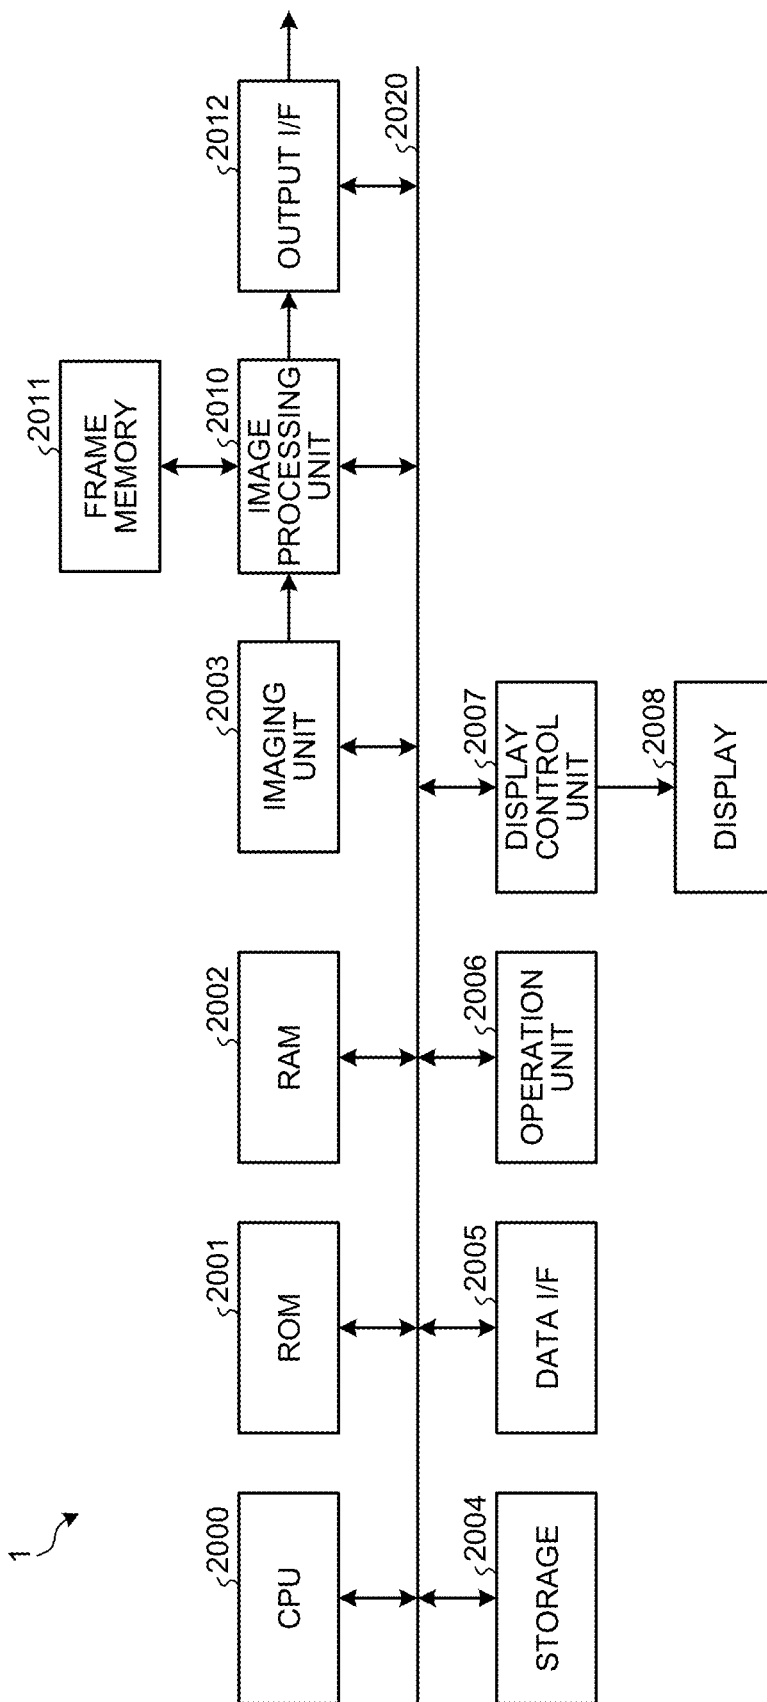 1
2000
CPU
2001
ROM
2002
RAM
2003
IMAGING
UNIT
2011
FRAME
MEMORY
2010
IMAGE
PROCESSING
UNIT
2012
OUTPUT I/F
2020
2004
STORAGE
2005
DATA I/F
2006
OPERATION
UNIT
2007
DISPLAY
CONTROL
UNIT
2008
DISPLAY